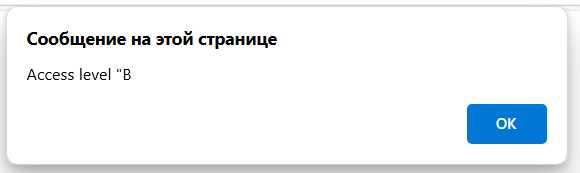 Сообщение на этой странице
Access level "B
OK